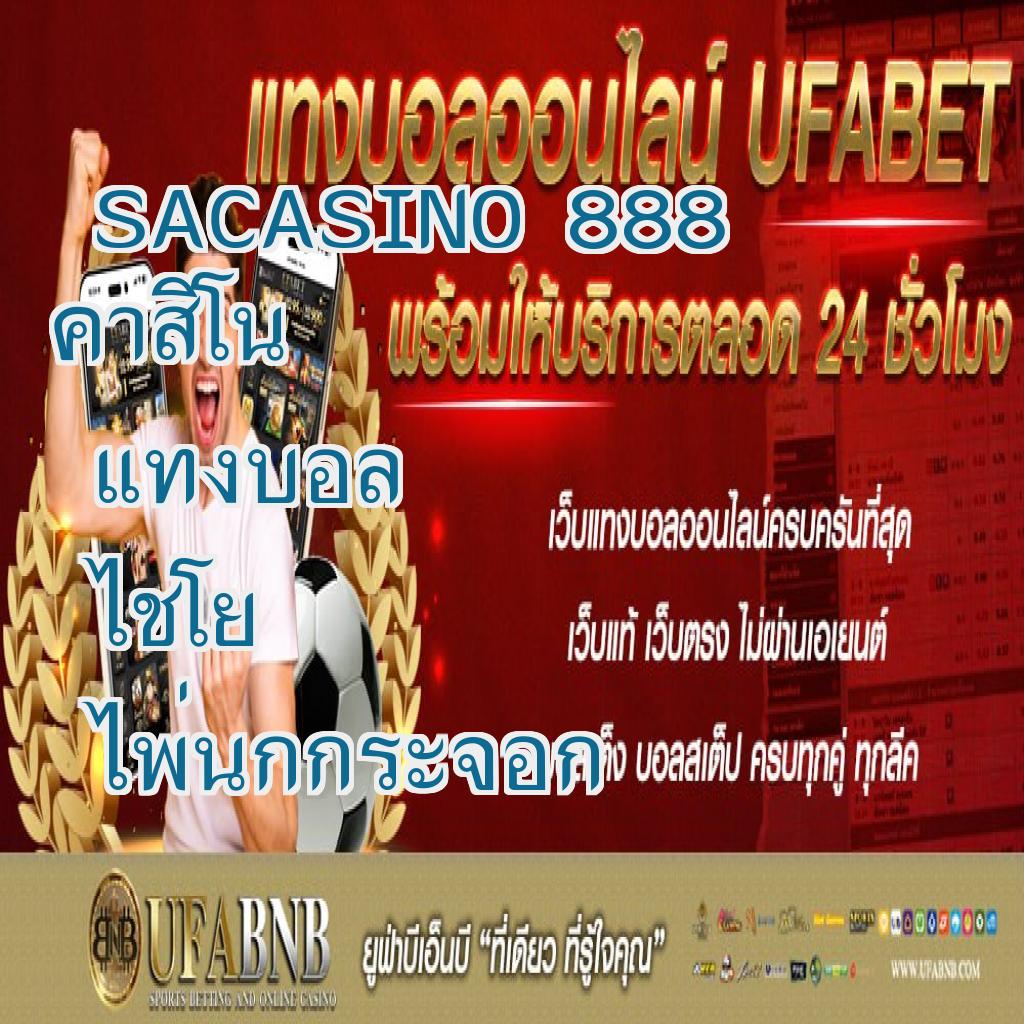 แทงบอลออนไลน์ UFABET
SACASINO 888
คาสิโน
พร้อมให้บริการตลอด 24 ชั่วโมง
แทงบอล
เว็บแทงบอลออนไลน์ครบครันที่สุด
ไชโย
เว็บแท้ เว็บตรง ไม่ผ่านเอเยนต์
ไพ่นกกระจอก
บอลสเต็ป ครบทุกคู่ ทุกลีค
UFABNB
SPORTS BETTING AND ONLINE CASINO
ยูฟ่าบีเอ็นบี “ที่เดียว ที่รู้ใจคุณ”
WWW.UFABNB.COM